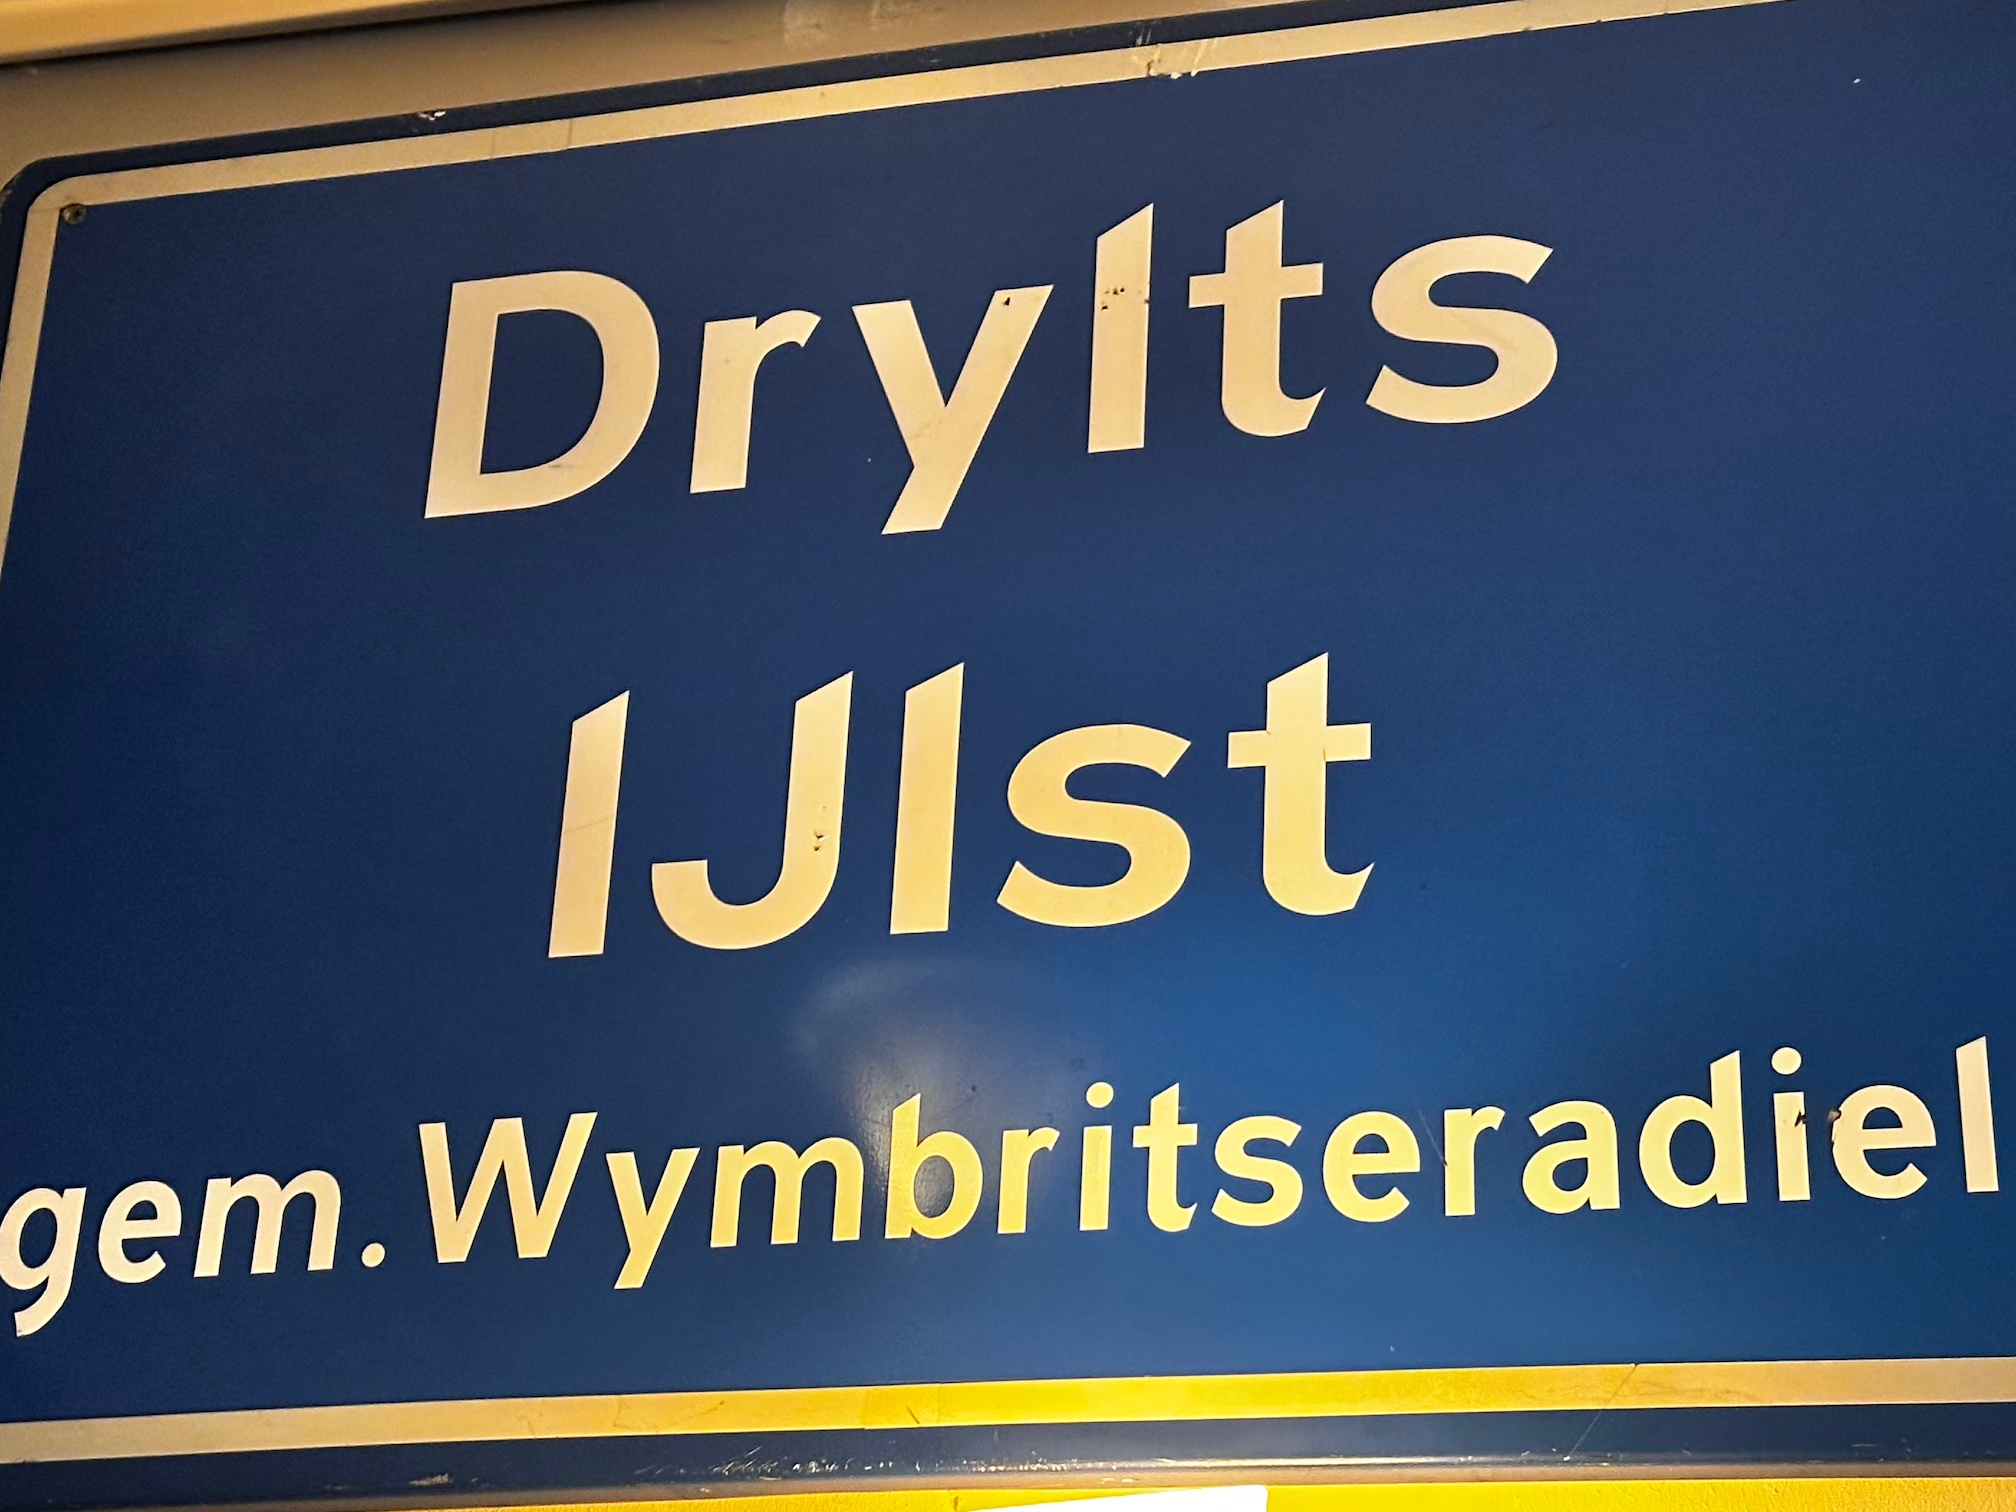 Drylts
IJlst
gem. Wymbritseradiel